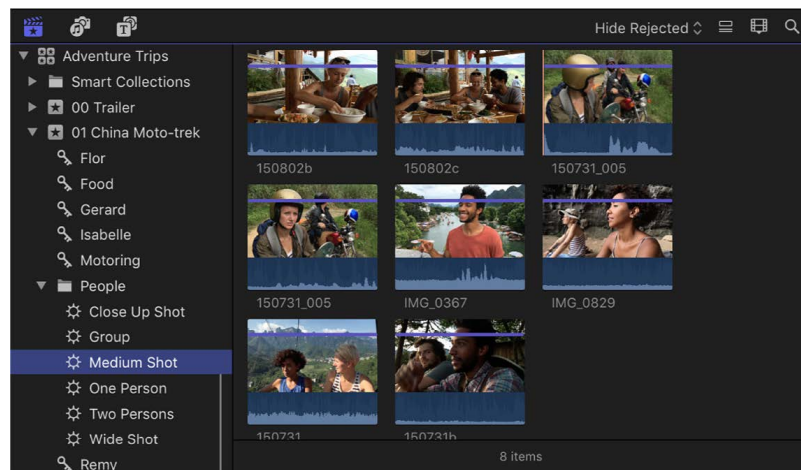 Hide Rejected
Adventure Trips
Smart Collections
00 Trailer
01 China Moto-trek
Flor
Food
Gerard
Isabelle
Motoring
People
Close Up Shot
Group
Medium Shot
One Person
Two Persons
Wide Shot
Remy
150802b
150802c
150731_005
150731_005
IMG_0367
IMG_0829
150731
150731b
8 items